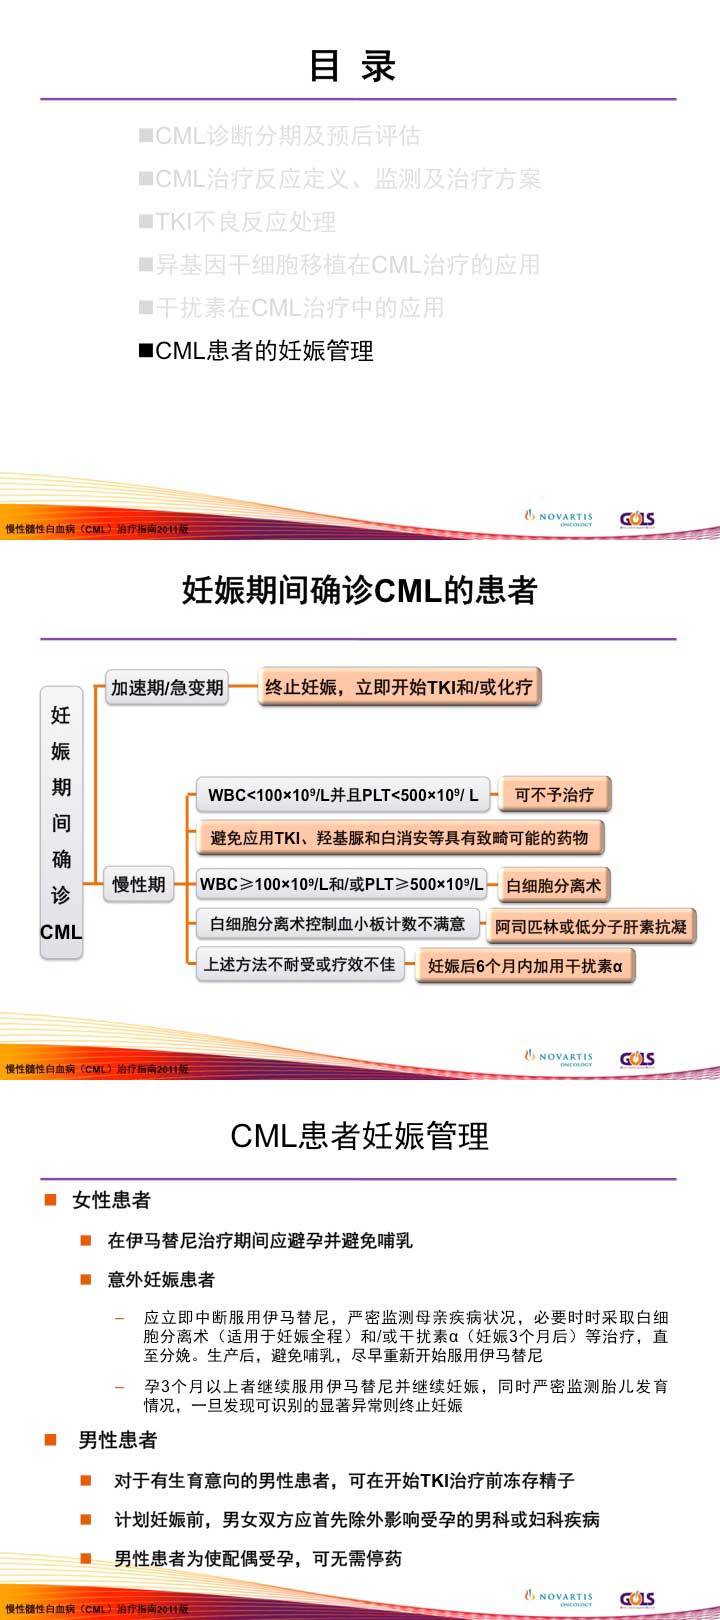 目 录
■CML诊断分期及预后评估
■CML治疗反应定义、监测及治疗方案
■TKI不良反应处理
■异基因干细胞移植在CML治疗的应用
■干扰素在CML治疗中的应用
■CML患者的妊娠管理
慢性髓性白血病（CML）治疗指南2011版
NOVARTIS
ONCOLOGY
GOLS
妊娠期间确诊CML的患者
妊娠期间确诊CML
加速期/急变期
终止妊娠，立即开始TKI和/或化疗
慢性期
WBC<100×10⁹/L并且PLT<500×10⁹/ L
可不予治疗
避免应用TKI、羟基脲和白消安等具有致畸可能的药物
WBC≥100×10⁹/L和/或PLT≥500×10⁹/L
白细胞分离术
白细胞分离术控制血小板计数不满意
阿司匹林或低分子肝素抗凝
上述方法不耐受或疗效不佳
妊娠后6个月内加用干扰素α
慢性髓性白血病（CML）治疗指南2011版
NOVARTIS
ONCOLOGY
GOLS
CML患者妊娠管理
■ 女性患者
■ 在伊马替尼治疗期间应避孕并避免哺乳
■ 意外妊娠患者
– 应立即中断服用伊马替尼，严密监测母亲疾病状况，必要时时采取白细
胞分离术（适用于妊娠全程）和/或干扰素α（妊娠3个月后）等治疗，直
至分娩。生产后，避免哺乳，尽早重新开始服用伊马替尼
– 孕3个月以上者继续服用伊马替尼并继续妊娠，同时严密监测胎儿发育
情况，一旦发现可识别的显著异常则终止妊娠
■ 男性患者
■ 对于有生育意向的男性患者，可在开始TKI治疗前冻存精子
■ 计划妊娠前，男女双方应首先除外影响受孕的男科或妇科疾病
■ 男性患者为使配偶受孕，可无需停药
慢性髓性白血病（CML）治疗指南2011版
NOVARTIS
ONCOLOGY
GOLS